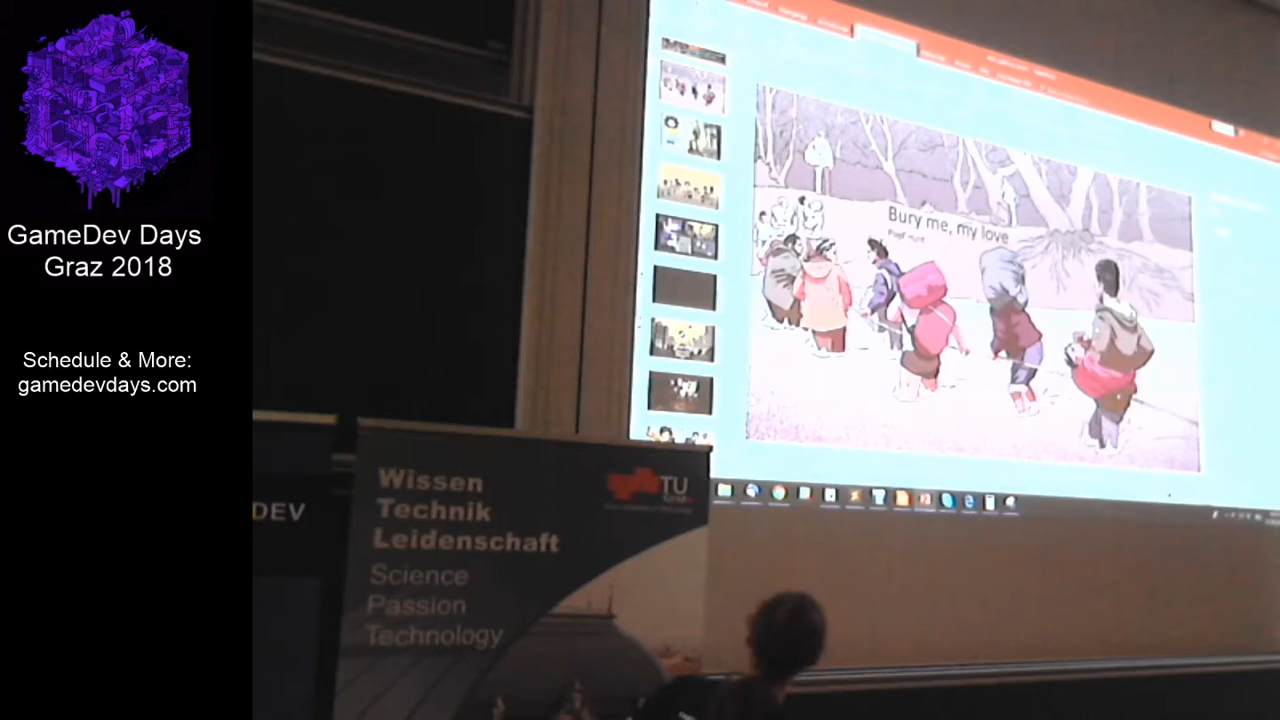 GameDev Days
Graz 2018
Schedule & More:
gamedevdays.com
Bury me, my love
DEV
Wissen
Technik
Leidenschaft
TU
Graz
Science
Passion
Technology